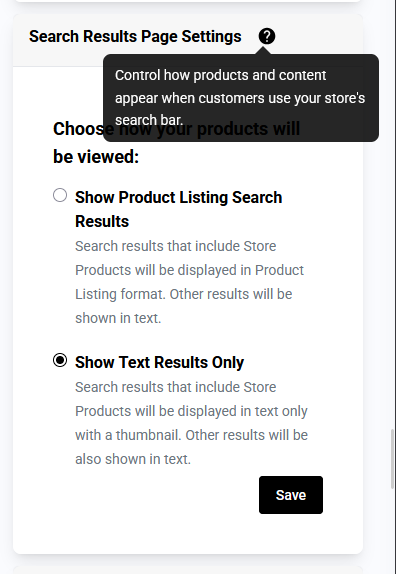 Search Results Page Settings ?
Control how products and content
appear when customers use your store's
search bar.
Choose how your products will
be viewed:
Show Product Listing Search
Results
Search results that include Store
Products will be displayed in Product
Listing format. Other results will be
shown in text.
Show Text Results Only
Search results that include Store
Products will be displayed in text only
with a thumbnail. Other results will be
also shown in text.
Save